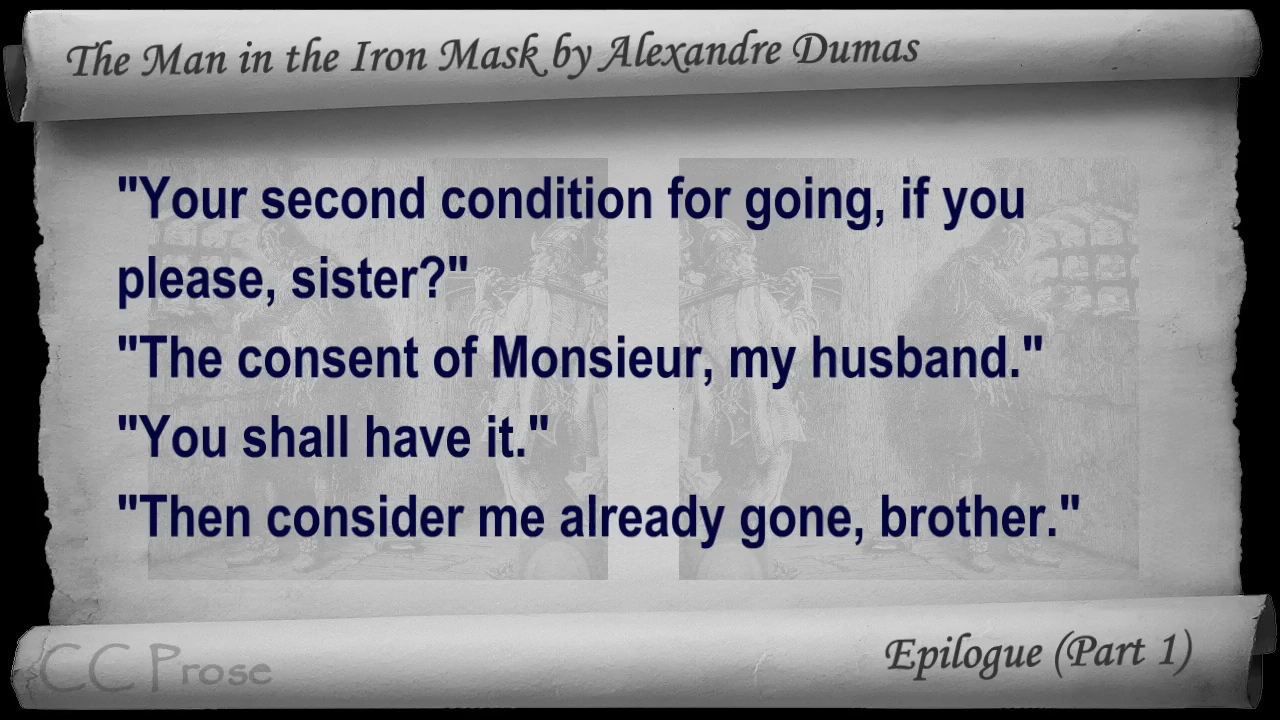 The Man in the Iron Mask by Alexandre Dumas
"Your second condition for going, if you
please, sister?"
"The consent of Monsieur, my husband."
"You shall have it."
"Then consider me already gone, brother."
CC Prose
Epilogue (Part 1)